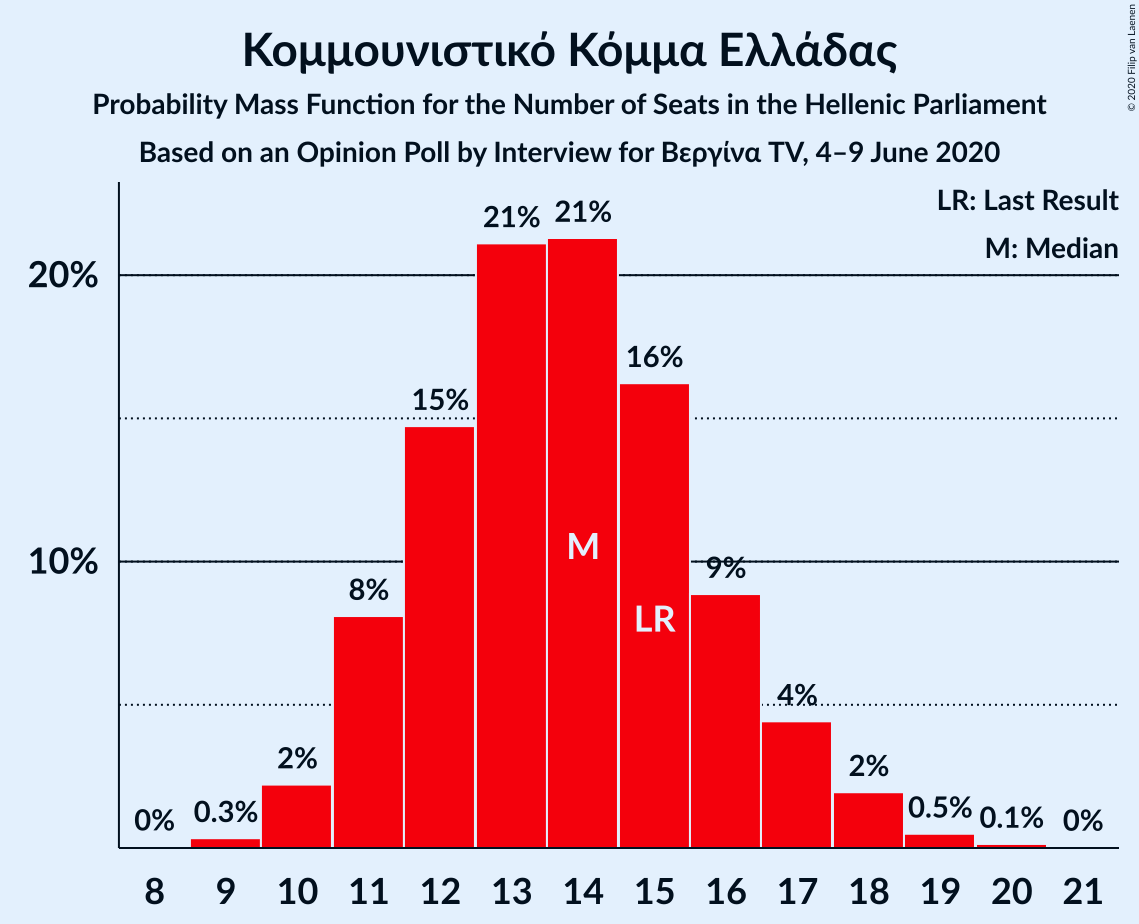 Κομμουνιστικό Κόμμα Ελλάδας
Probability Mass Function for the Number of Seats in the Hellenic Parliament
Based on an Opinion Poll by Interview for Βεργίνα TV, 4–9 June 2020
© 2020 Filip van Laenen
LR: Last Result
M: Median
20%
10%
0%
0.3%
2%
8%
15%
21%
21%
16%
9%
4%
2%
0.5%
0.1%
0%
M
LR
8 9 10 11 12 13 14 15 16 17 18 19 20 21